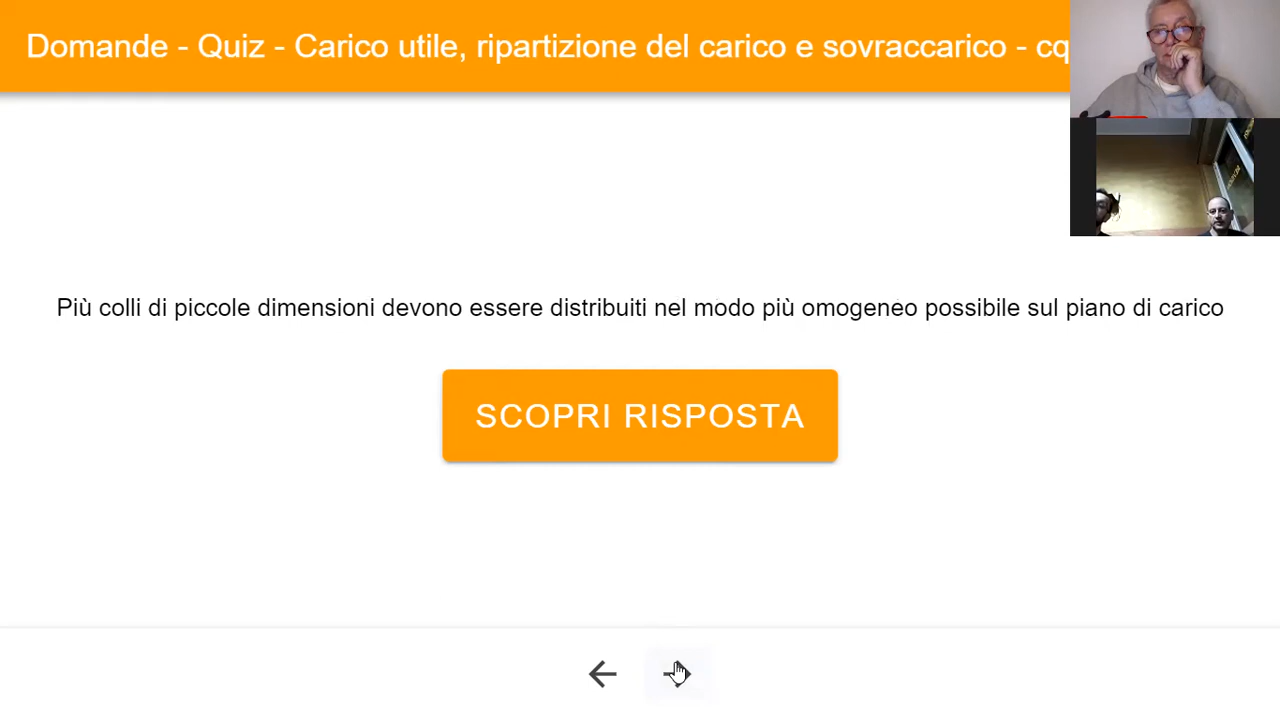 Domande - Quiz - Carico utile, ripartizione del carico e sovraccarico - cq
Più colli di piccole dimensioni devono essere distribuiti nel modo più omogeneo possibile sul piano di carico
SCOPRI RISPOSTA